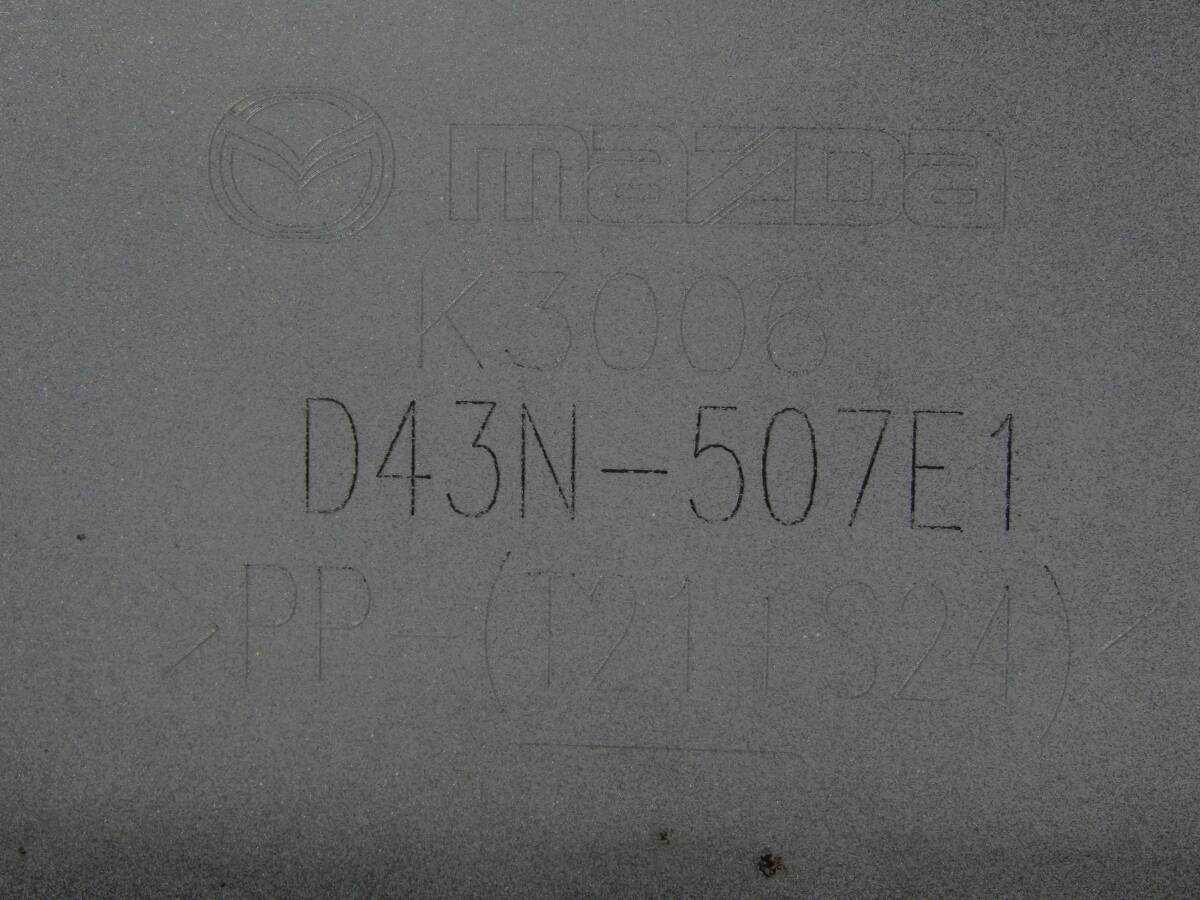 mazda
K3006
D43N-507E1
>PP-(T21+S24)<